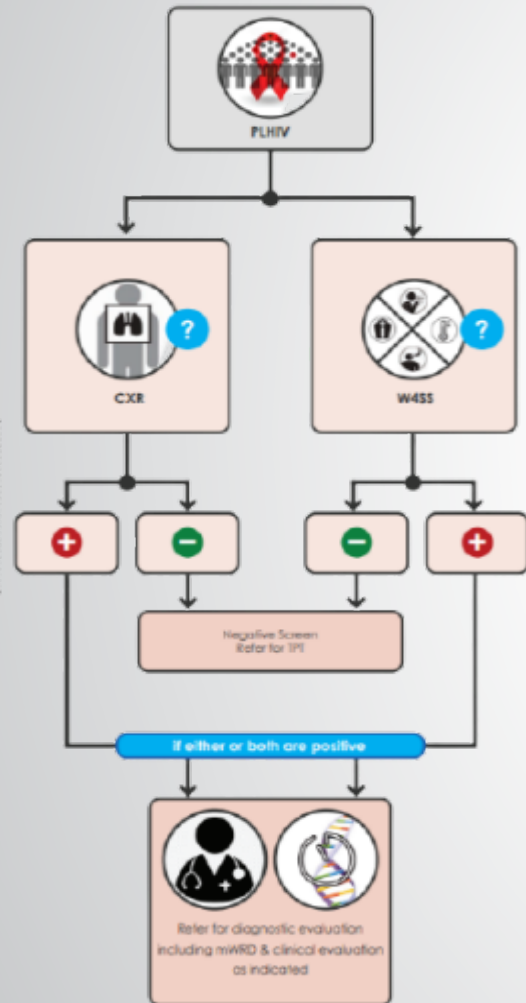 PLHIV
?
?
CXR
W4SS
Negative Screen
Refer for TPT
if either or both are positive
Refer for diagnostic evaluation
including mWRD & clinical evaluation
as indicated